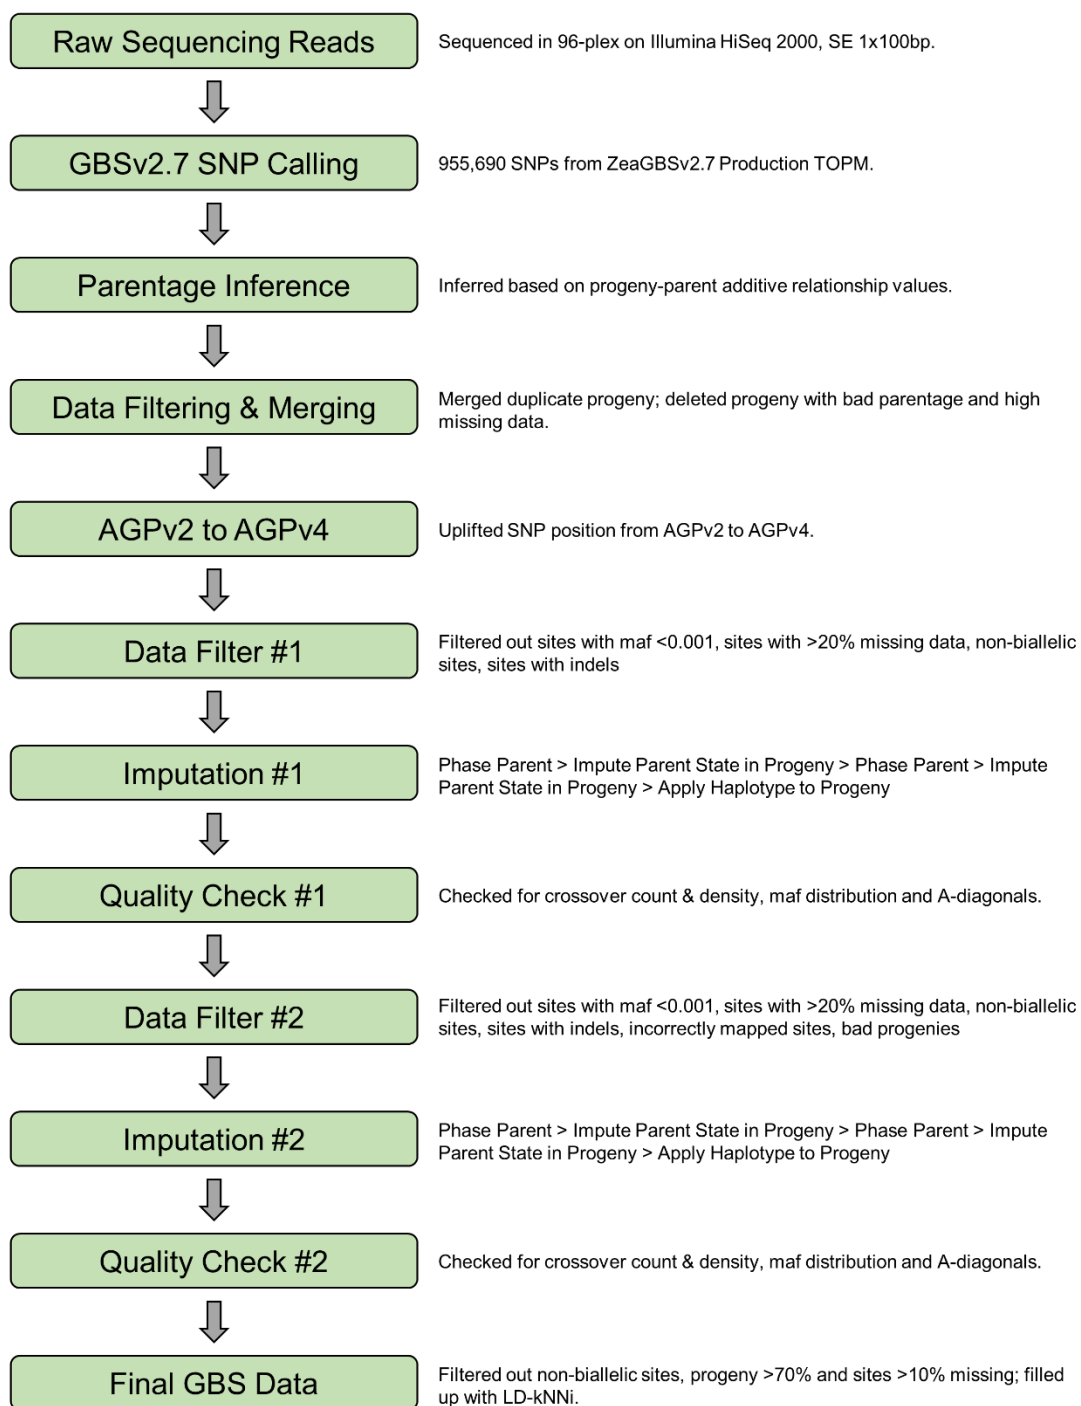 Raw Sequencing Reads
Sequenced in 96-plex on Illumina HiSeq 2000, SE 1x100bp.
GBSv2.7 SNP Calling
955,690 SNPs from ZeaGBSv2.7 Production TOPM.
Parentage Inference
Inferred based on progeny-parent additive relationship values.
Data Filtering & Merging
Merged duplicate progeny; deleted progeny with bad parentage and high
missing data.
AGPv2 to AGPv4
Uplifted SNP position from AGPv2 to AGPv4.
Data Filter #1
Filtered out sites with maf <0.001, sites with >20% missing data, non-biallelic
sites, sites with indels
Imputation #1
Phase Parent > Impute Parent State in Progeny > Phase Parent > Impute
Parent State in Progeny > Apply Haplotype to Progeny
Quality Check #1
Checked for crossover count & density, maf distribution and A-diagonals.
Data Filter #2
Filtered out sites with maf <0.001, sites with >20% missing data, non-biallelic
sites, sites with indels, incorrectly mapped sites, bad progenies
Imputation #2
Phase Parent > Impute Parent State in Progeny > Phase Parent > Impute
Parent State in Progeny > Apply Haplotype to Progeny
Quality Check #2
Checked for crossover count & density, maf distribution and A-diagonals.
Final GBS Data
Filtered out non-biallelic sites, progeny >70% and sites >10% missing; filled
up with LD-kNNi.